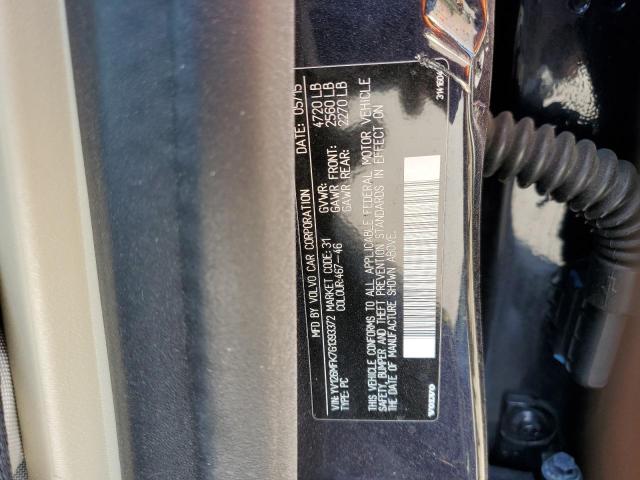 MFD BY VOLVO CAR CORPORATION DATE: 05/15
GVWR: 4720 LB
GAWR FRONT: 2560 LB
GAWR REAR: 2270 LB
VIN: YV126MFK7G1393372 MARKET CODE: 31
TYPE: PC COLOUR:467-46
THIS VEHICLE CONFORMS TO ALL APPLICABLE FEDERAL MOTOR VEHICLE
SAFETY, BUMPER AND THEFT PREVENTION STANDARDS IN EFFECT ON
THE DATE OF MANUFACTURE SHOWN ABOVE.
VOLVO